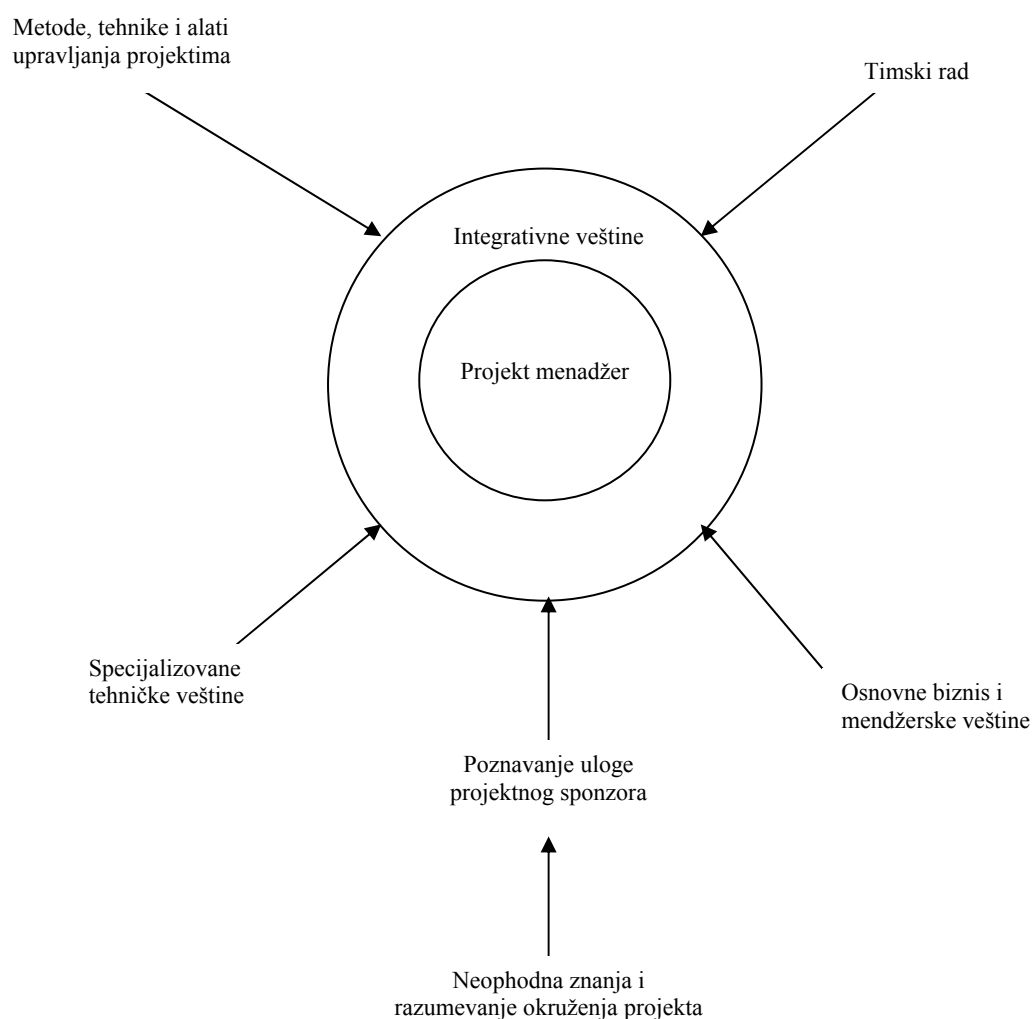 Metode, tehnike i alati
upravljanja projektima
Timski rad
Integrativne veštine
Projekt menadžer
Specijalizovane
tehničke veštine
Osnovne biznis i
mendžerske veštine
Poznavanje uloge
projektnog sponzora
Neophodna znanja i
razumevanje okruženja projekta